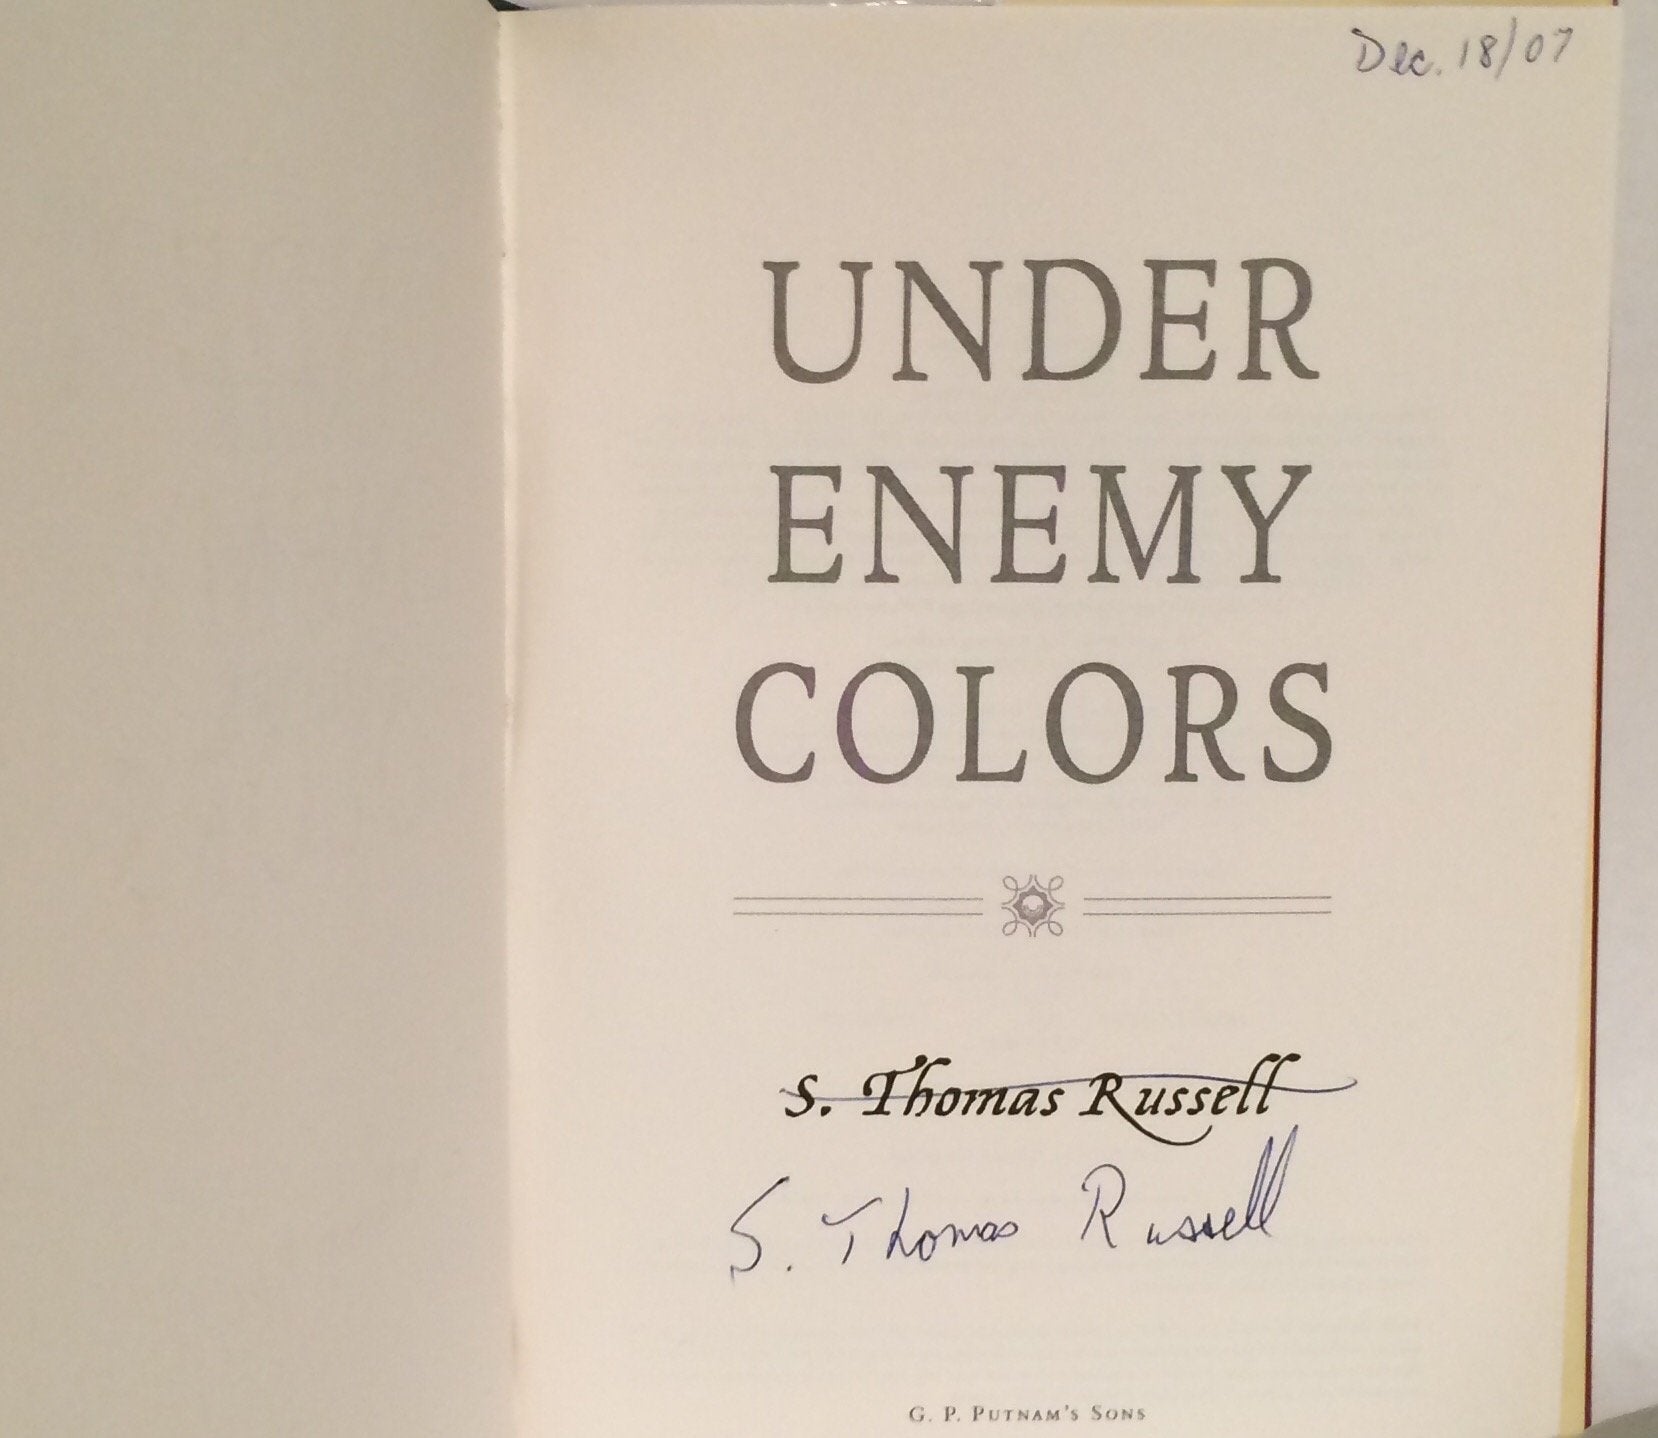 Dec. 18/07
UNDER
ENEMY
COLORS
S. Thomas Russell
S. Thomas Russell
G. P. PUTNAM'S SONS